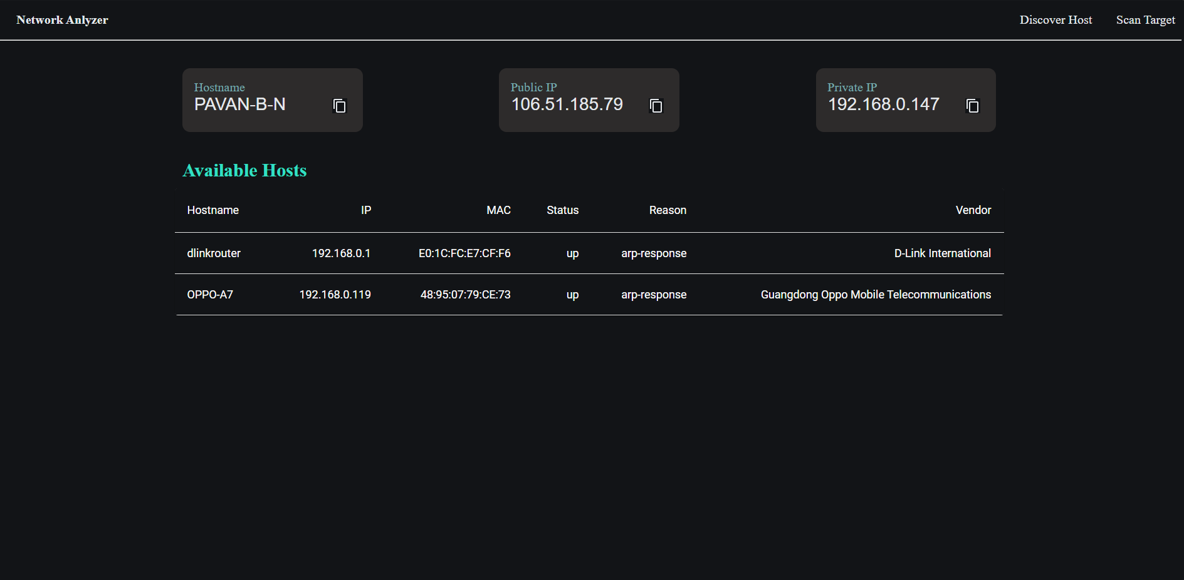 Network Anlyzer Discover Host Scan Target
Hostname Public IP Private IP
PAVAN-B-N 106.51.185.79 192.168.0.147
Available Hosts
Hostname IP MAC Status Reason Vendor
dlinkrouter 192.168.0.1 E0:1C:FC:E7:CF:F6 up arp-response D-Link International
OPPO-A7 192.168.0.119 48:95:07:79:CE:73 up arp-response Guangdong Oppo Mobile Telecommunications